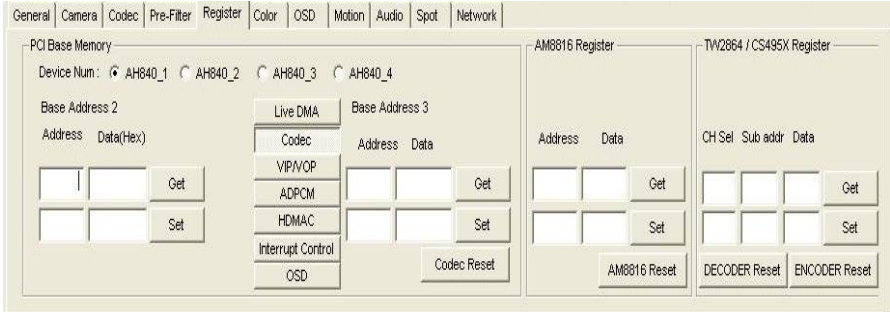 General Camera Codec Pre-Filter Register Color OSD Motion Audio Spot Network
PCI Base Memory
Device Num : AH840_1 AH840_2 AH840_3 AH840_4
Base Address 2
Address Data(Hex)
Get
Set
Live DMA
Codec
VIP/VOP
ADPCM
HDMAC
Interrupt Control
OSD
Base Address 3
Address Data
Get
Set
Codec Reset
AM8816 Register
Address Data
Get
Set
AM8816 Reset
TW2864 / CS495X Register
CH Sel Sub addr Data
Get
Set
DECODER Reset ENCODER Reset